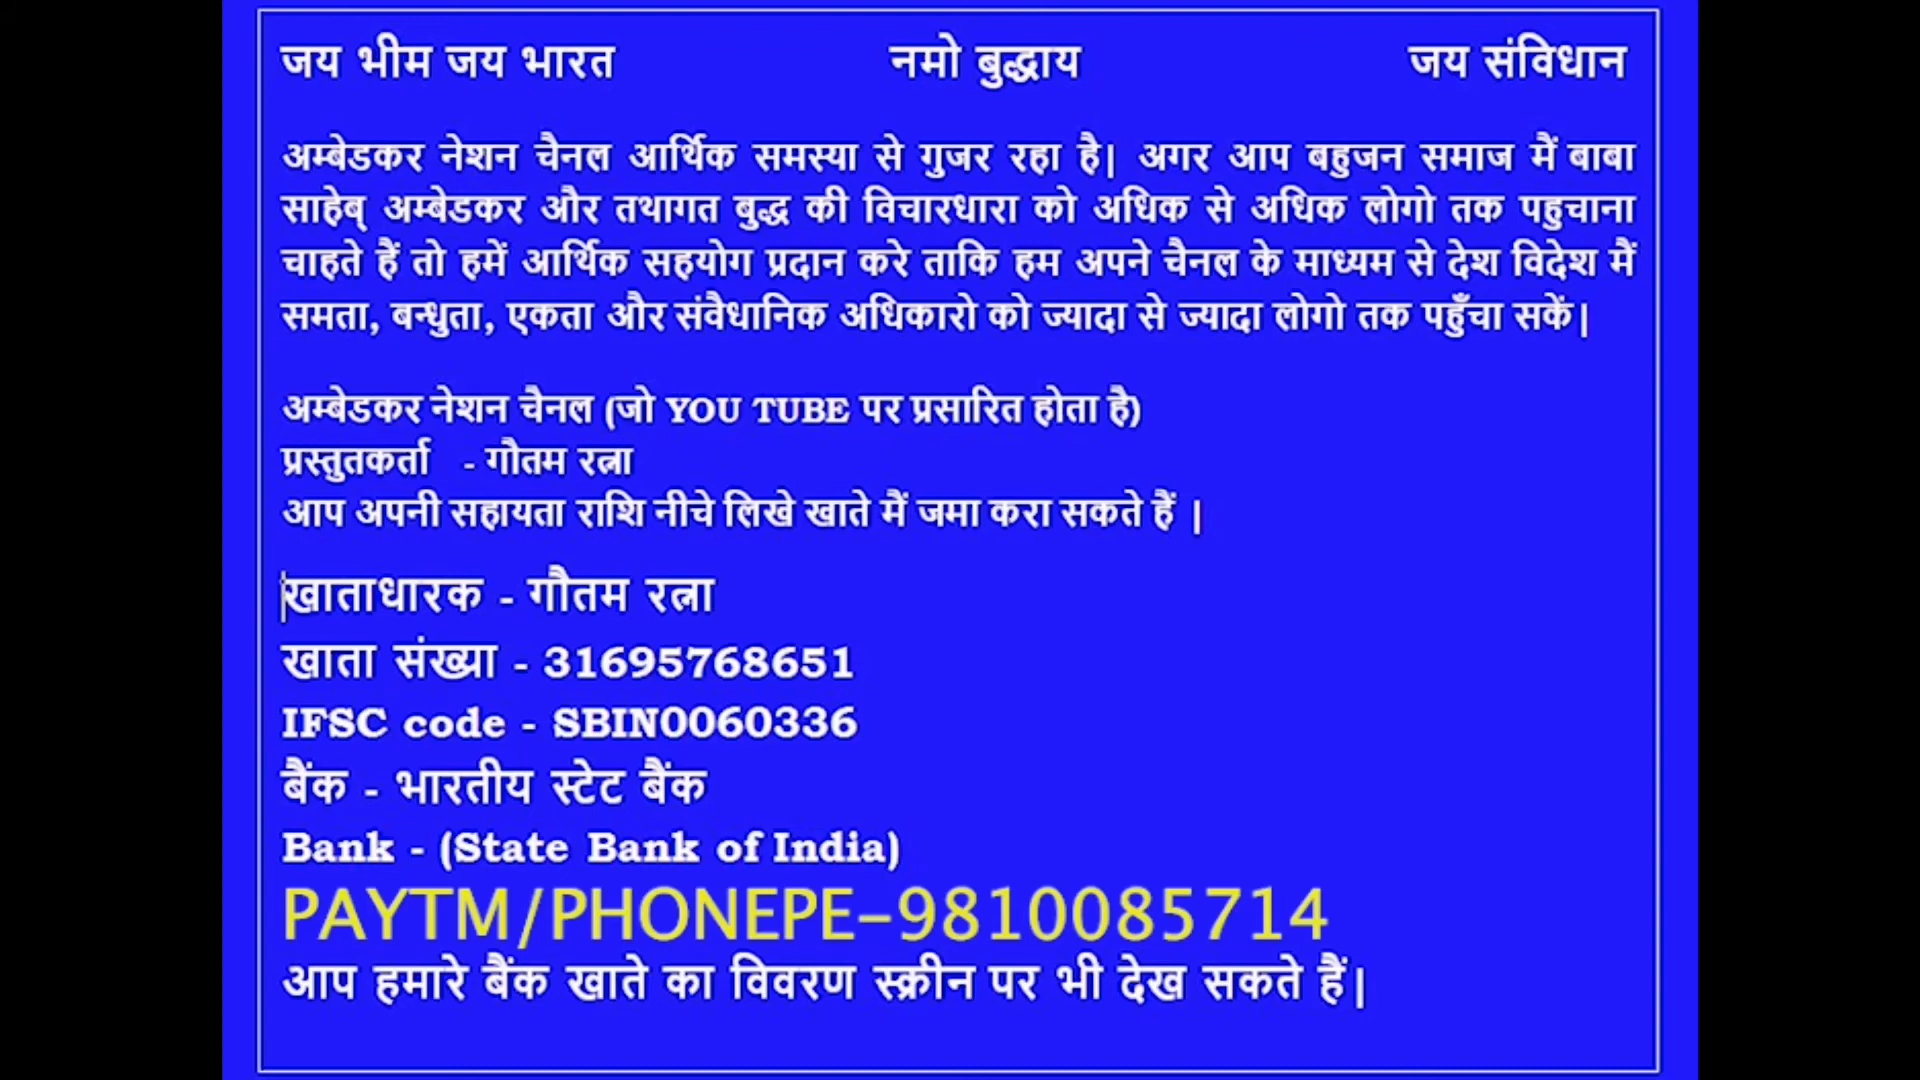 जय भीम जय भारत नमो बुद्धाय जय संविधान
अम्बेडकर नेशन चैनल आर्थिक समस्या से गुजर रहा है| अगर आप बहुजन समाज मैं बाबा
साहेब् अम्बेडकर और तथागत बुद्ध की विचारधारा को अधिक से अधिक लोगो तक पहुचाना
चाहते हैं तो हमें आर्थिक सहयोग प्रदान करे ताकि हम अपने चैनल के माध्यम से देश विदेश मैं
समता, बन्धुता, एकता और संवैधानिक अधिकारो को ज्यादा से ज्यादा लोगो तक पहुँचा सकें|
अम्बेडकर नेशन चैनल (जो YOU TUBE पर प्रसारित होता है)
प्रस्तुतकर्ता - गौतम रत्ना
आप अपनी सहायता राशि नीचे लिखे खाते मैं जमा करा सकते हैं |
खाताधारक - गौतम रत्ना
खाता संख्या - 31695768651
IFSC code - SBIN0060336
बैंक - भारतीय स्टेट बैंक
Bank - (State Bank of India)
PAYTM/PHONEPE-9810085714
आप हमारे बैंक खाते का विवरण स्क्रीन पर भी देख सकते हैं|